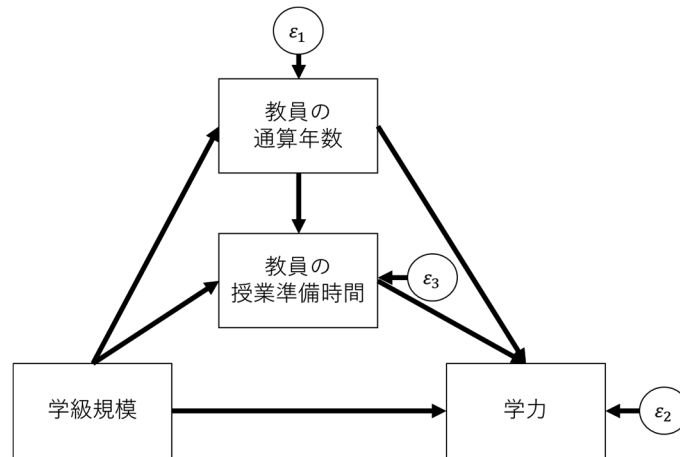 ε₁
教員の
通算年数
教員の
授業準備時間
ε₃
学級規模
学力
ε₂